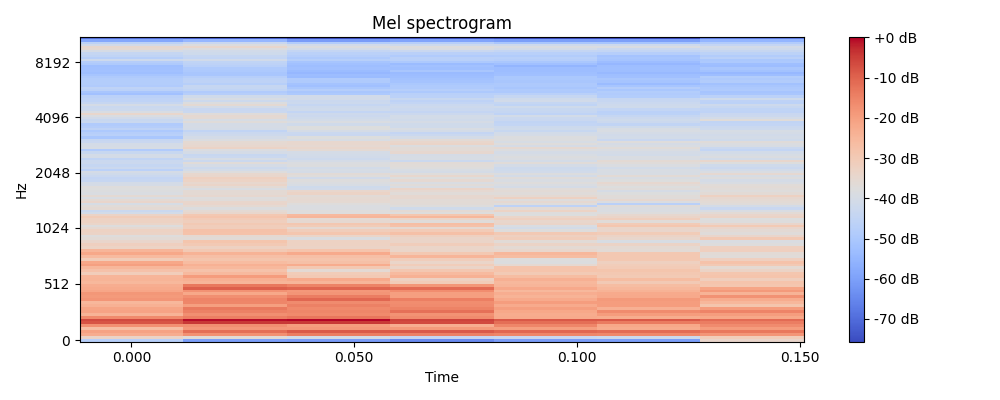 Mel spectrogram
Hz
8192
4096
2048
1024
512
0
0.000 0.050 0.100 0.150
Time
+0 dB
-10 dB
-20 dB
-30 dB
-40 dB
-50 dB
-60 dB
-70 dB